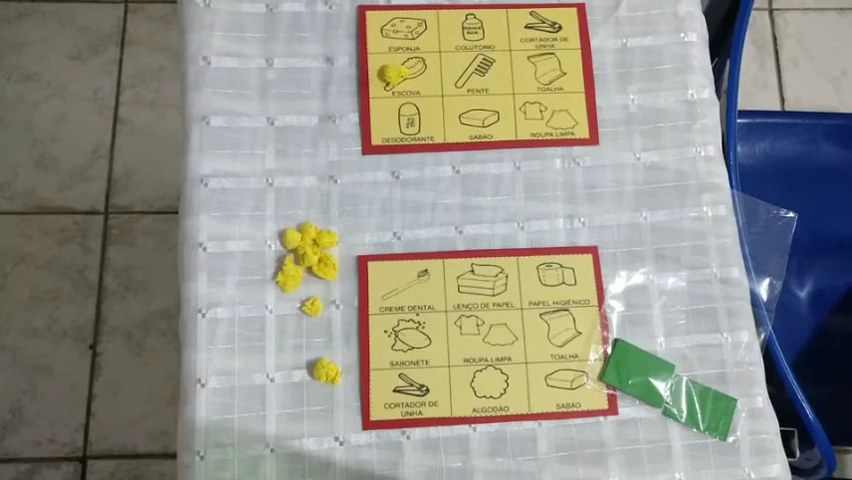 ESPONJA
COLUTÓRIO
CORTADOR DE
UNHA
ESCOVA
PENTE
TOALHA
DESODORANTE
SABÃO
ROUPA LIMPA
CREME DENTAL
LENÇO DE PAPEL
PAPEL HIGIÊNICO
SABONETE
ROUPA LIMPA
TOALHA
CORTADOR DE
UNHA
ALGODÃO
SABÃO